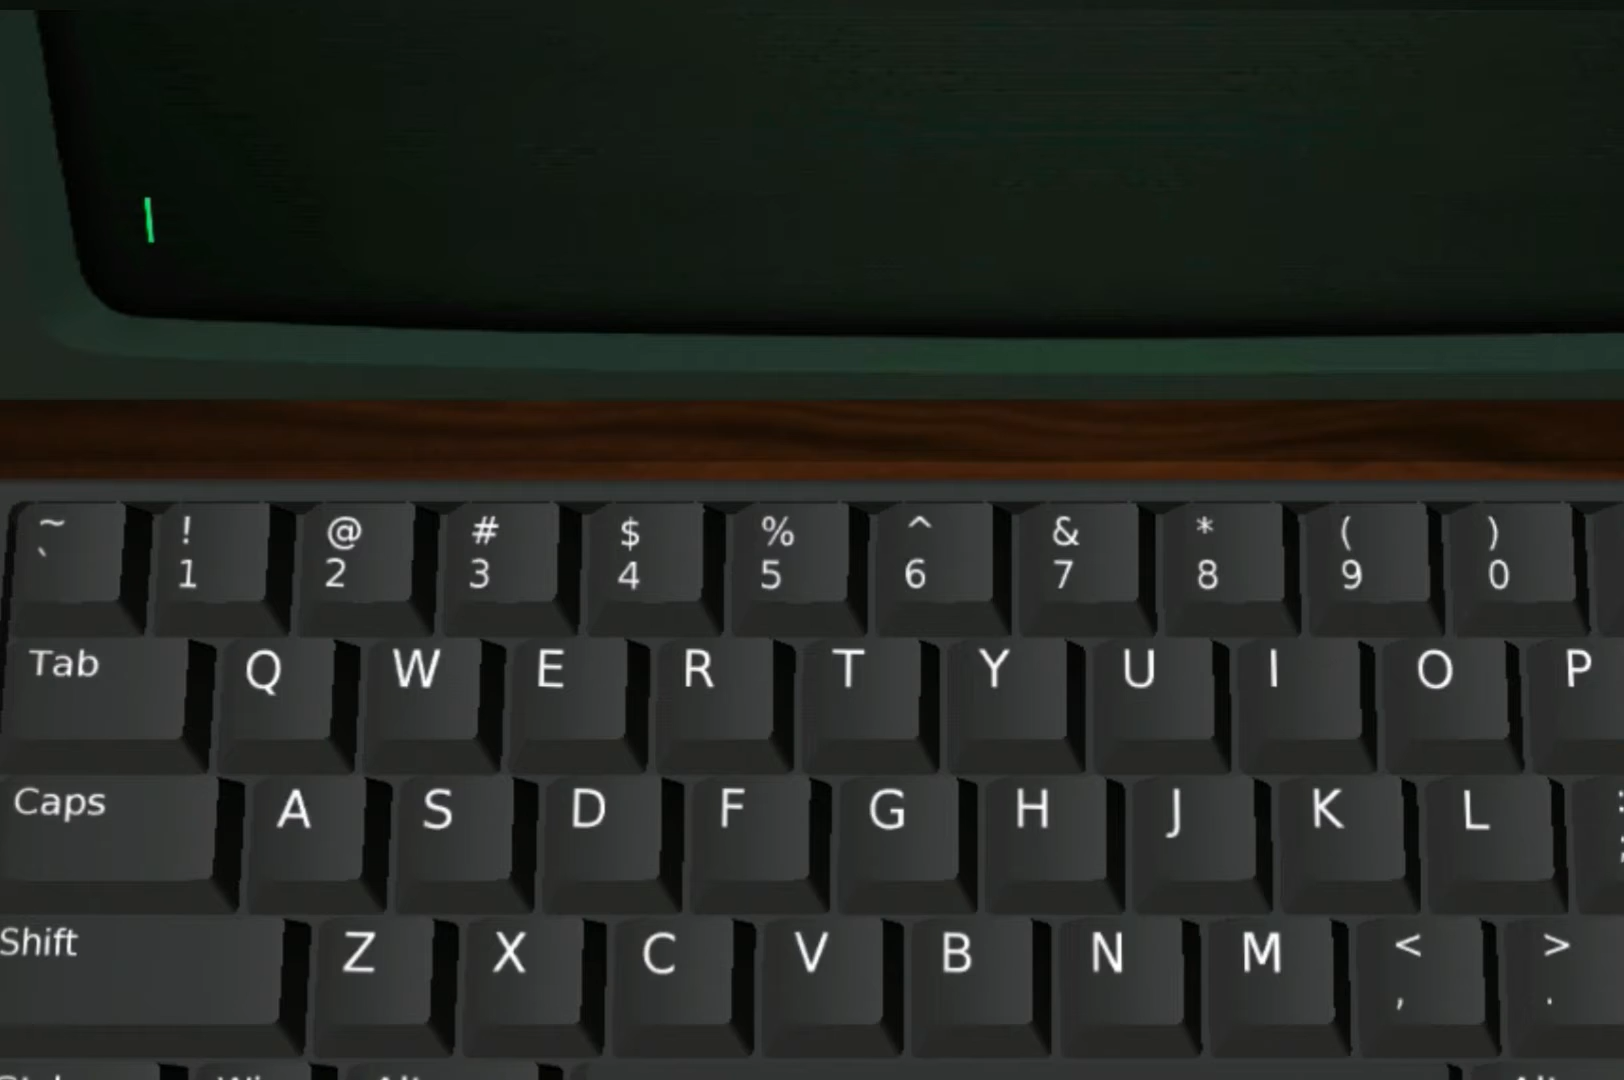 ~ ! @ # $ % ^ & * ( )
` 1 2 3 4 5 6 7 8 9 0
Tab Q W E R T Y U I O P
Caps A S D F G H J K L
Shift Z X C V B N M < >
, .